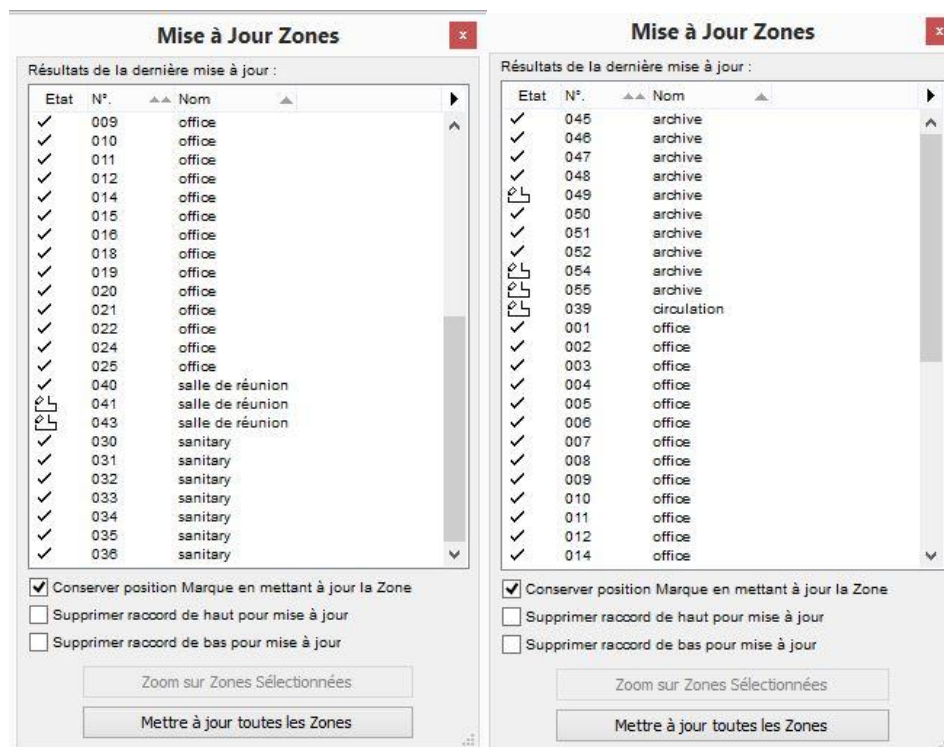 Mise à Jour Zones
x
Résultats de la dernière mise à jour :
Etat N°. Nom
009 office
010 office
011 office
012 office
014 office
015 office
016 office
018 office
019 office
020 office
021 office
022 office
024 office
025 office
040 salle de réunion
041 salle de réunion
043 salle de réunion
030 sanitary
031 sanitary
032 sanitary
033 sanitary
034 sanitary
035 sanitary
036 sanitary
Conserver position Marque en mettant à jour la Zone
Supprimer raccord de haut pour mise à jour
Supprimer raccord de bas pour mise à jour
Zoom sur Zones Sélectionnées
Mettre à jour toutes les Zones
Mise à Jour Zones
x
Résultats de la dernière mise à jour :
Etat N°. Nom
045 archive
046 archive
047 archive
048 archive
049 archive
050 archive
051 archive
052 archive
054 archive
055 archive
039 circulation
001 office
002 office
003 office
004 office
005 office
006 office
007 office
008 office
009 office
010 office
011 office
012 office
014 office
Conserver position Marque en mettant à jour la Zone
Supprimer raccord de haut pour mise à jour
Supprimer raccord de bas pour mise à jour
Zoom sur Zones Sélectionnées
Mettre à jour toutes les Zones